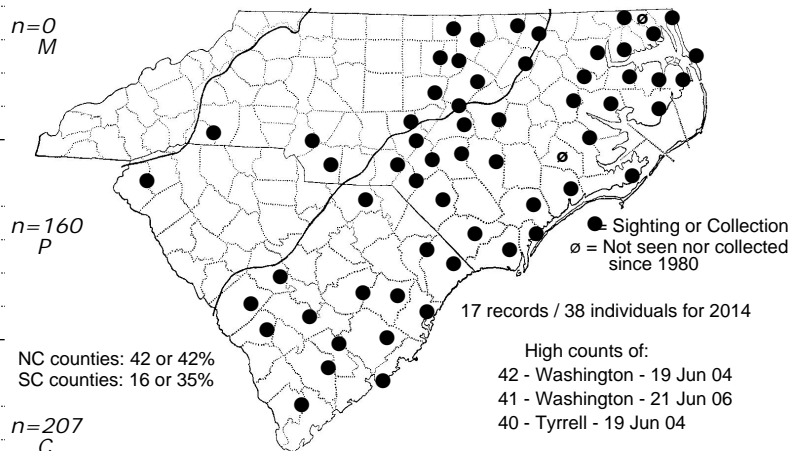 n=0
M
n=160
P
n=207
C
● = Sighting or Collection
ø = Not seen nor collected
since 1980
17 records / 38 individuals for 2014
NC counties: 42 or 42%
SC counties: 16 or 35%
High counts of:
42 - Washington - 19 Jun 04
41 - Washington - 21 Jun 06
40 - Tyrrell - 19 Jun 04